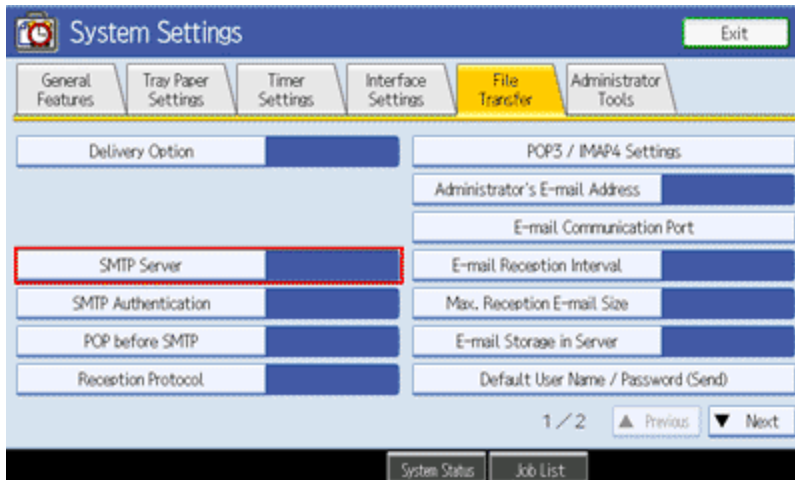 System Settings
Exit
General
Features
Tray Paper
Settings
Timer
Settings
Interface
Settings
File
Transfer
Administrator
Tools
Delivery Option
SMTP Server
SMTP Authentication
POP before SMTP
Reception Protocol
POP3 / IMAP4 Settings
Administrator's E-mail Address
E-mail Communication Port
E-mail Reception Interval
Max. Reception E-mail Size
E-mail Storage in Server
Default User Name / Password (Send)
1/2
▲ Previous
▼ Next
System Status
Job List